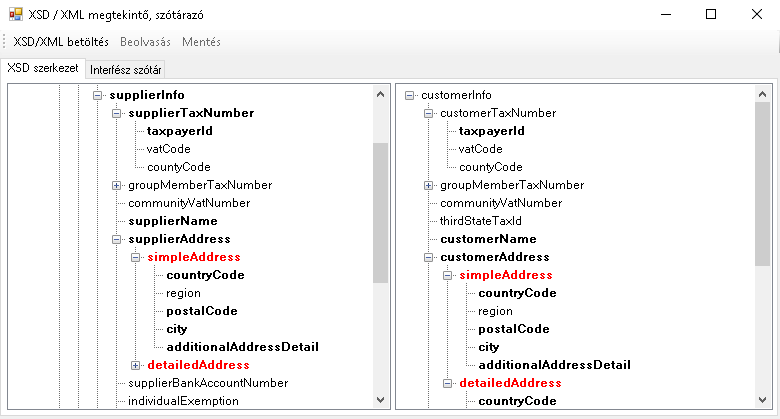 XSD / XML megtekintő, szótárazó
XSD/XML betöltés Beolvasás Mentés
XSD szerkezet Interfész szótár
supplierInfo
supplierTaxNumber
taxpayerId
vatCode
countyCode
groupMemberTaxNumber
communityVatNumber
supplierName
supplierAddress
simpleAddress
countryCode
region
postalCode
city
additionalAddressDetail
detailedAddress
supplierBankAccountNumber
individualExemption
customerInfo
customerTaxNumber
taxpayerId
vatCode
countyCode
groupMemberTaxNumber
communityVatNumber
thirdStateTaxId
customerName
customerAddress
simpleAddress
countryCode
region
postalCode
city
additionalAddressDetail
detailedAddress
countryCode